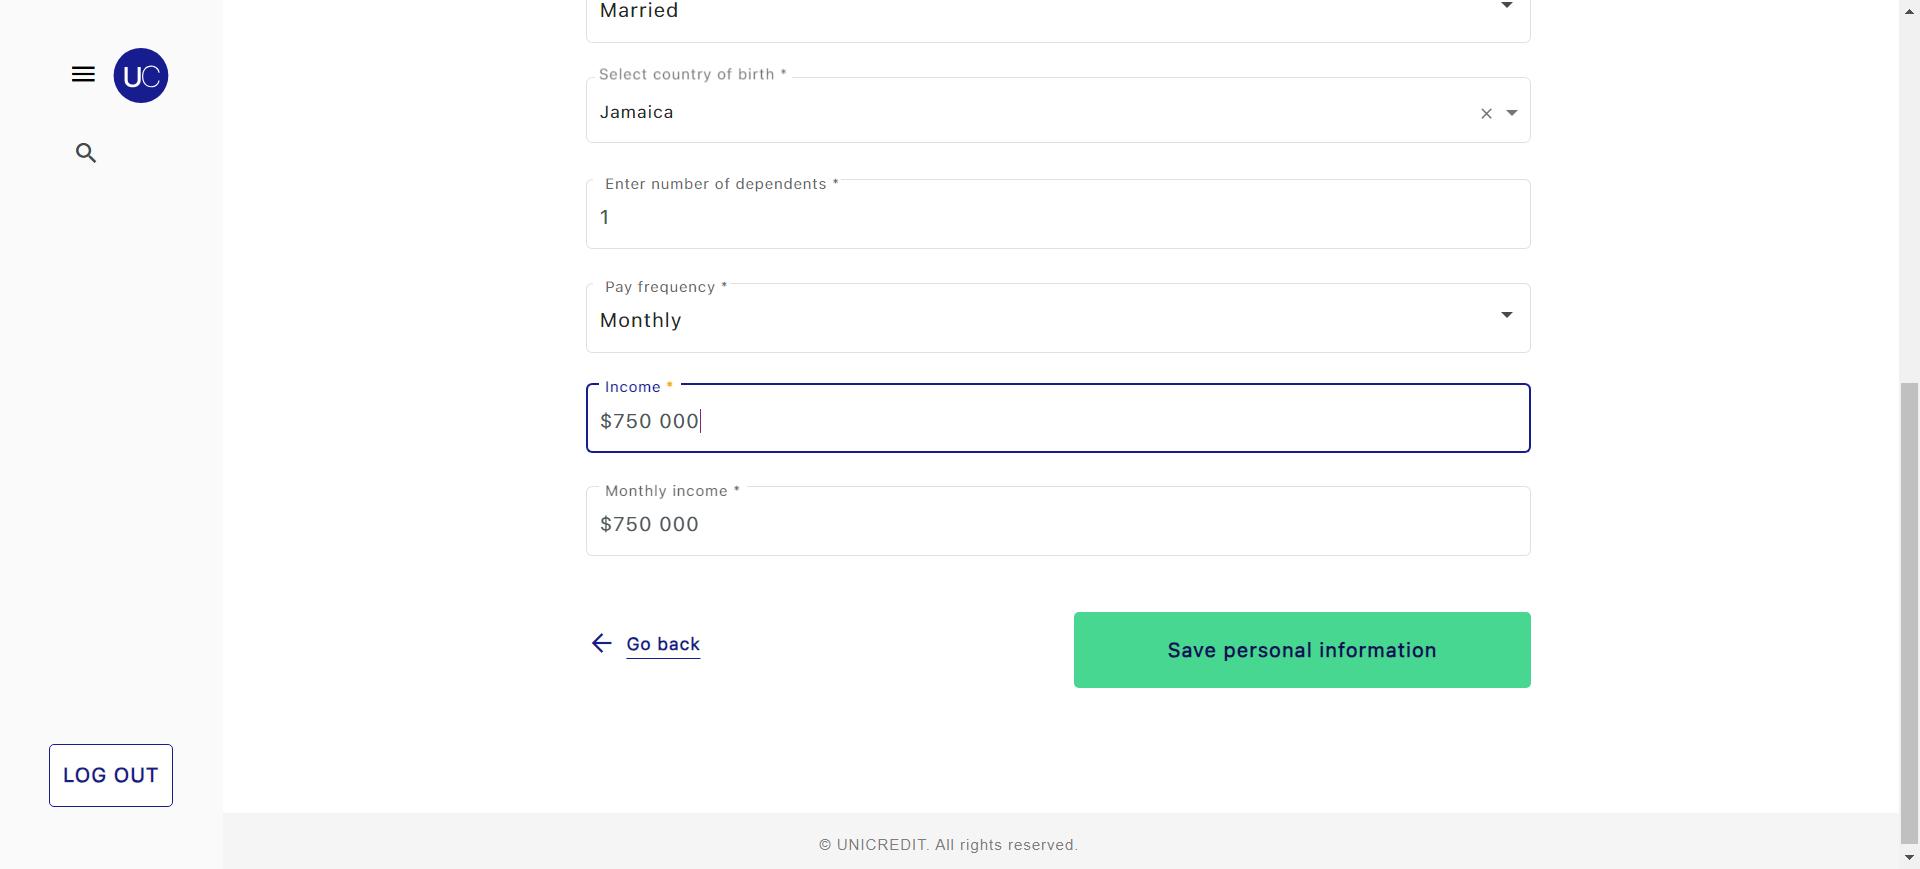 Married
UC
Select country of birth *
Jamaica
Enter number of dependents *
1
Pay frequency *
Monthly
Income *
$750 000
Monthly income *
$750 000
Go back
Save personal information
LOG OUT
© UNICREDIT. All rights reserved.